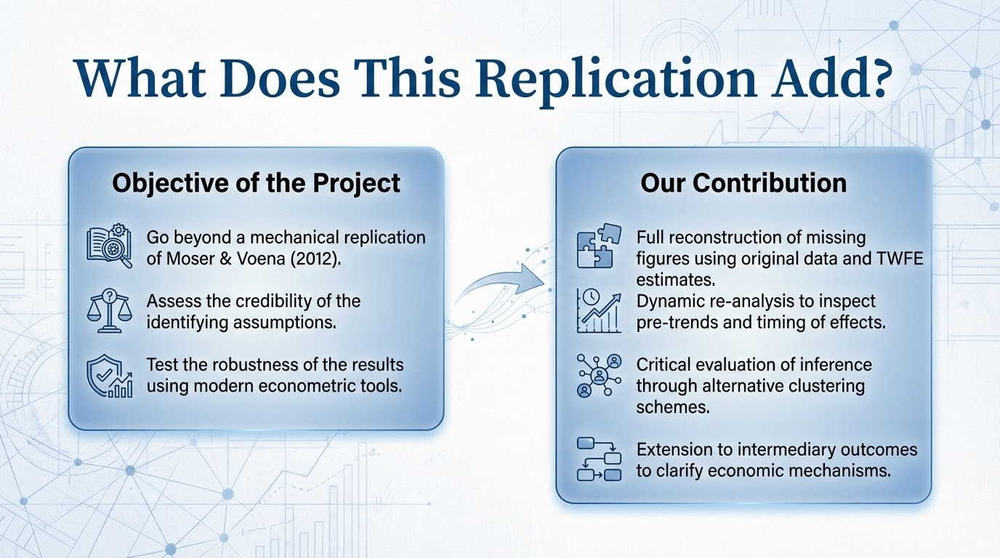 What Does This Replication Add?
Objective of the Project
Go beyond a mechanical replication
of Moser & Voena (2012).
Assess the credibility of the
identifying assumptions.
Test the robustness of the results
using modern econometric tools.
Our Contribution
Full reconstruction of missing
figures using original data and TWFE
estimates.
Dynamic re-analysis to inspect
pre-trends and timing of effects.
Critical evaluation of inference
through alternative clustering
schemes.
Extension to intermediary outcomes
to clarify economic mechanisms.